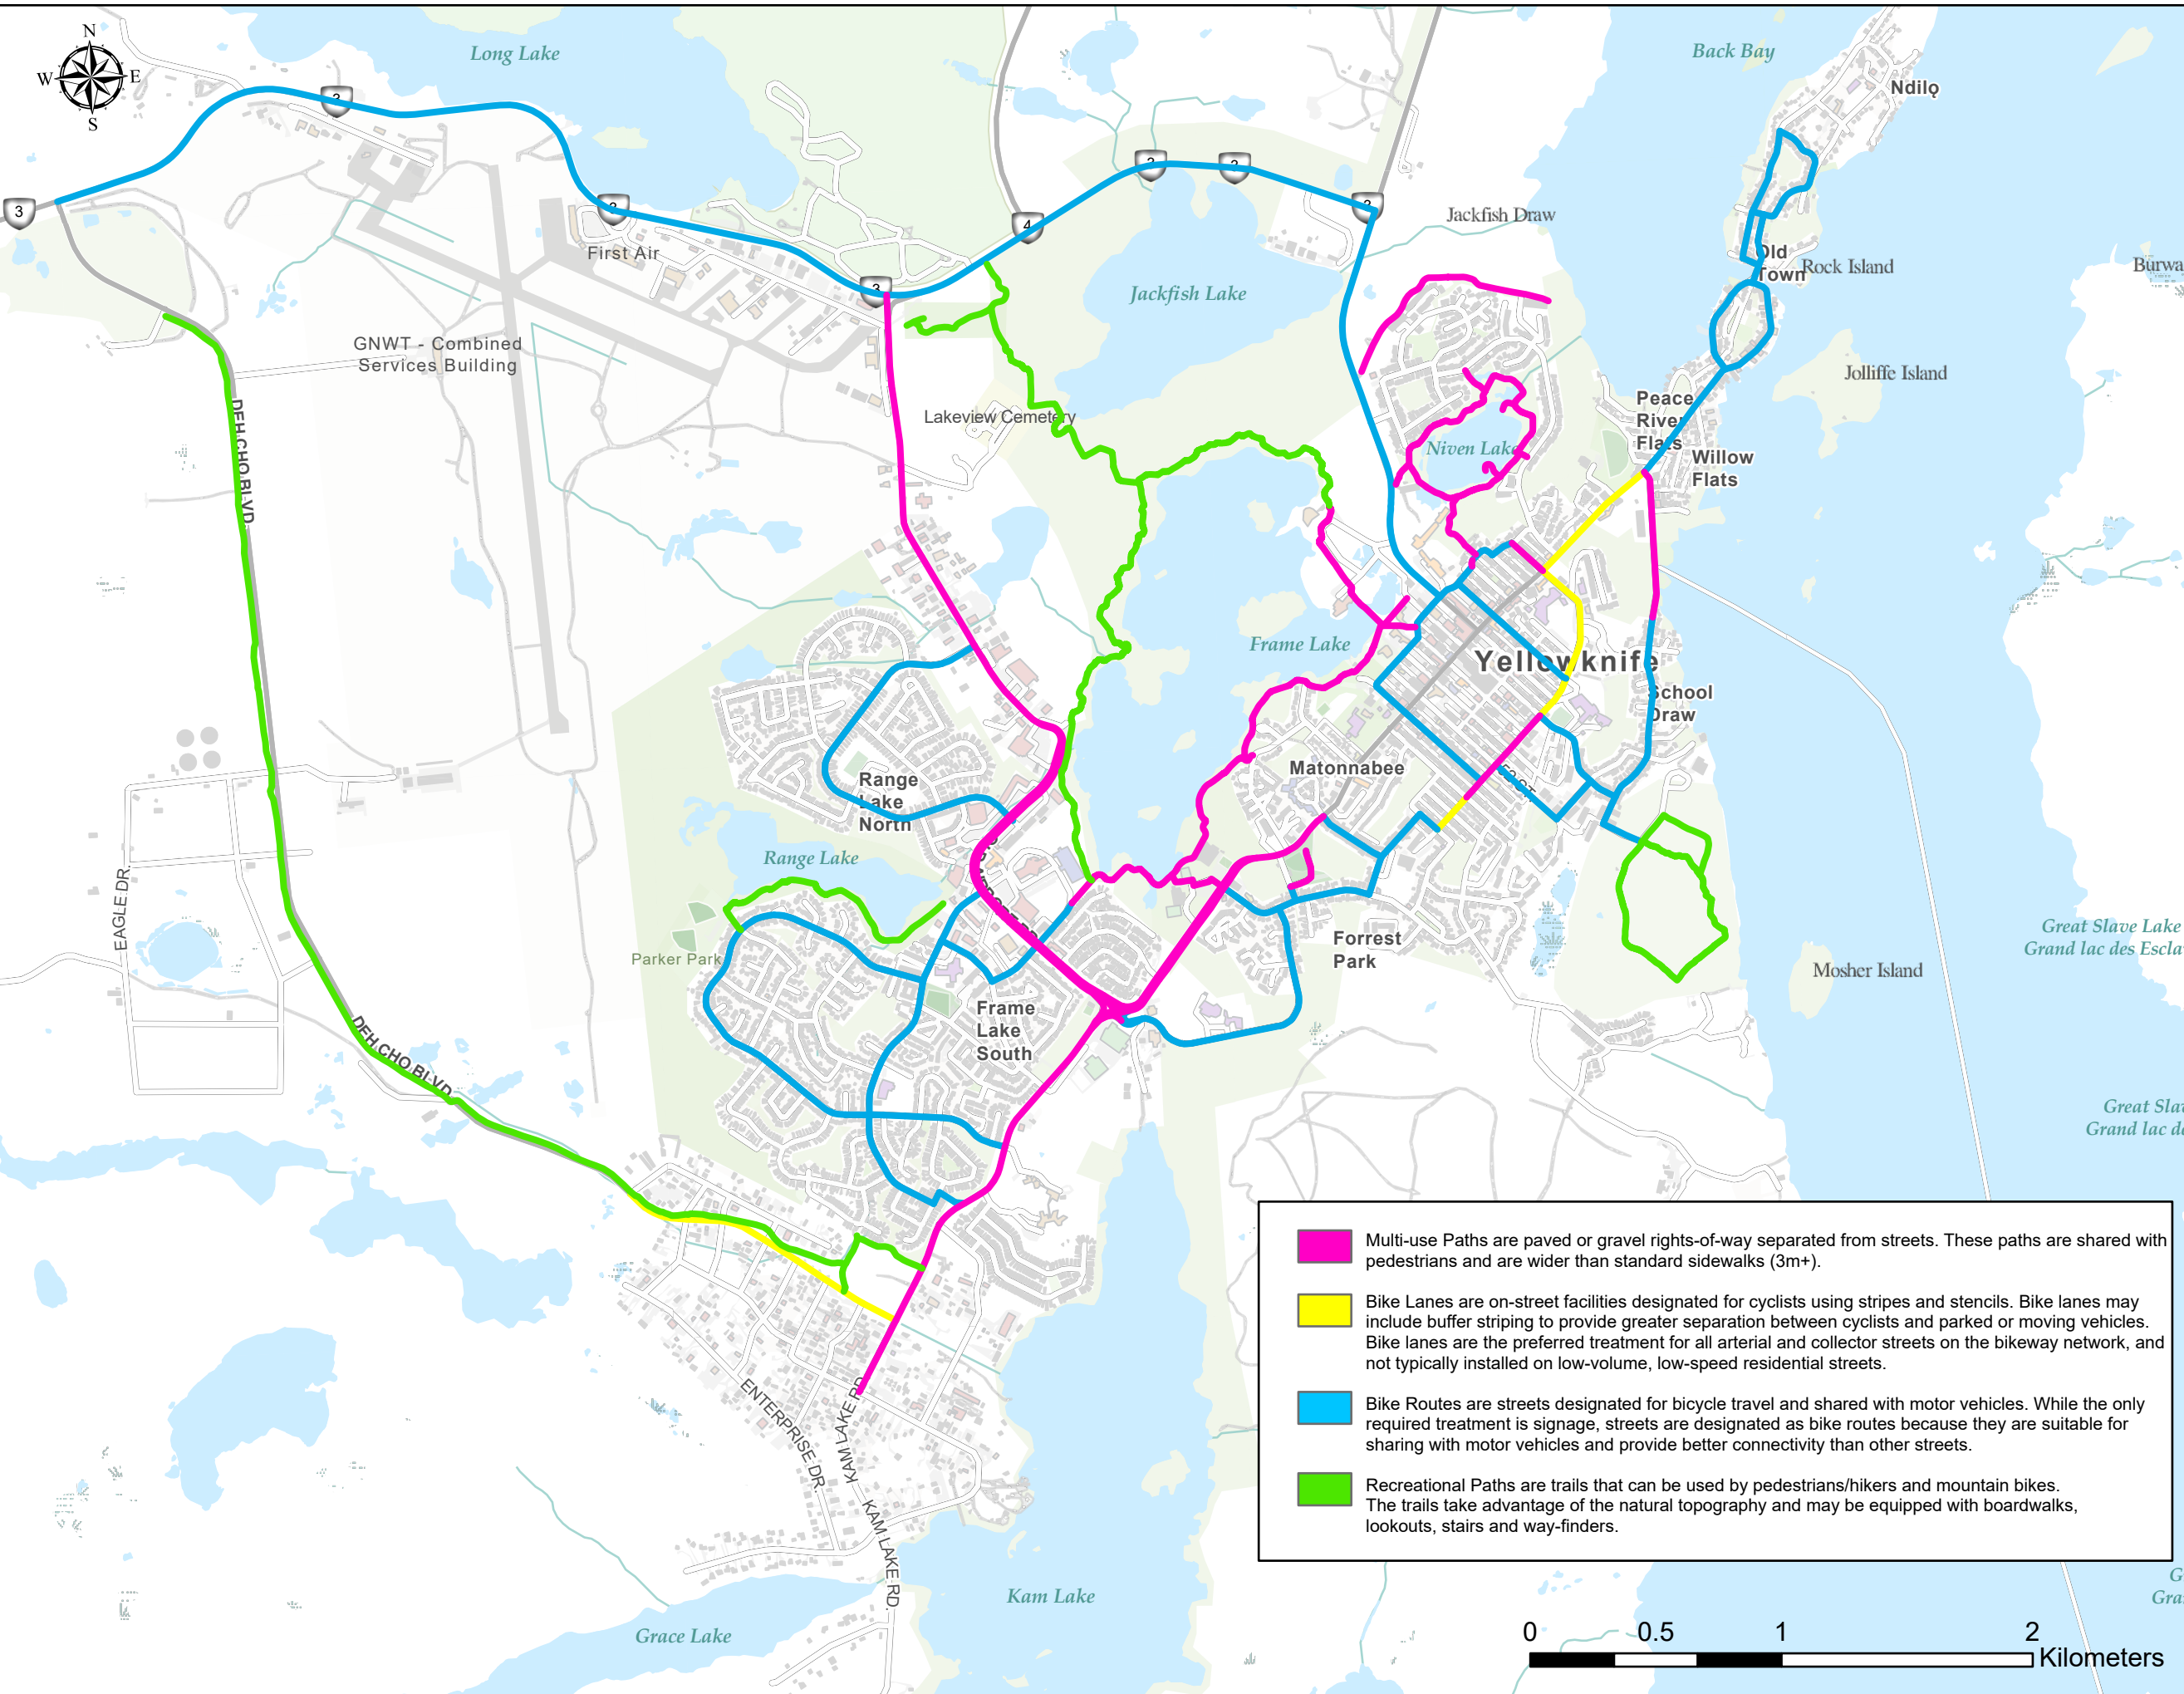 N
W E
S
Long Lake
Back Bay
Ndilǫ
3
3
3
3
3
4
3
3
3
First Air
Jackfish Draw
Old
Town
Rock Island
Burwa
GNWT - Combined
Services Building
Jackfish Lake
Jolliffe Island
Lakeview Cemetery
Peace
River
Flats
Willow
Flats
Niven Lake
DEH CHO BLVD.
Frame Lake
Yellowknife
School
Draw
Range
Lake
North
Matonnabee
52 ST.
Range Lake
EAGLE DR.
Parker Park
Forrest
Park
Great Slave Lake
Grand lac des Escla
Mosher Island
Frame
Lake
South
DEH CHO BLVD.
Great Sla
Grand lac d
ENTERPRISE DR.
KAM LAKE RD.
KAM LAKE RD.
Kam Lake
Grace Lake
G
Gra
Multi-use Paths are paved or gravel rights-of-way separated from streets. These paths are shared with
pedestrians and are wider than standard sidewalks (3m+).
Bike Lanes are on-street facilities designated for cyclists using stripes and stencils. Bike lanes may
include buffer striping to provide greater separation between cyclists and parked or moving vehicles.
Bike lanes are the preferred treatment for all arterial and collector streets on the bikeway network, and
not typically installed on low-volume, low-speed residential streets.
Bike Routes are streets designated for bicycle travel and shared with motor vehicles. While the only
required treatment is signage, streets are designated as bike routes because they are suitable for
sharing with motor vehicles and provide better connectivity than other streets.
Recreational Paths are trails that can be used by pedestrians/hikers and mountain bikes.
The trails take advantage of the natural topography and may be equipped with boardwalks,
lookouts, stairs and way-finders.
0 0.5 1 2
Kilometers